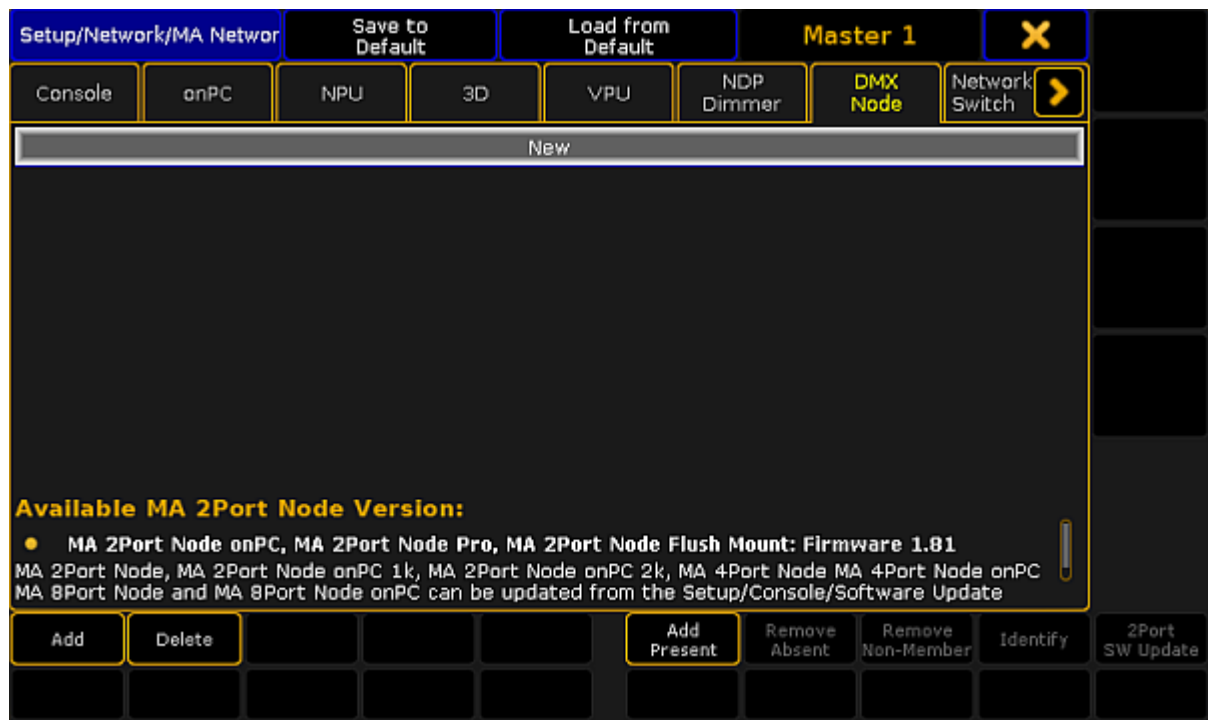 Setup/Network/MA Networ
Save to
Default
Load from
Default
Master 1
Console
onPC
NPU
3D
VPU
NDP
Dimmer
DMX
Node
Network
Switch
New
Available MA 2Port Node Version:
MA 2Port Node onPC, MA 2Port Node Pro, MA 2Port Node Flush Mount: Firmware 1.81
MA 2Port Node, MA 2Port Node onPC 1k, MA 2Port Node onPC 2k, MA 4Port Node MA 4Port Node onPC
MA 8Port Node and MA 8Port Node onPC can be updated from the Setup/Console/Software Update
Add
Delete
Add
Present
Remove
Absent
Remove
Non-Member
Identify
2Port
SW Update